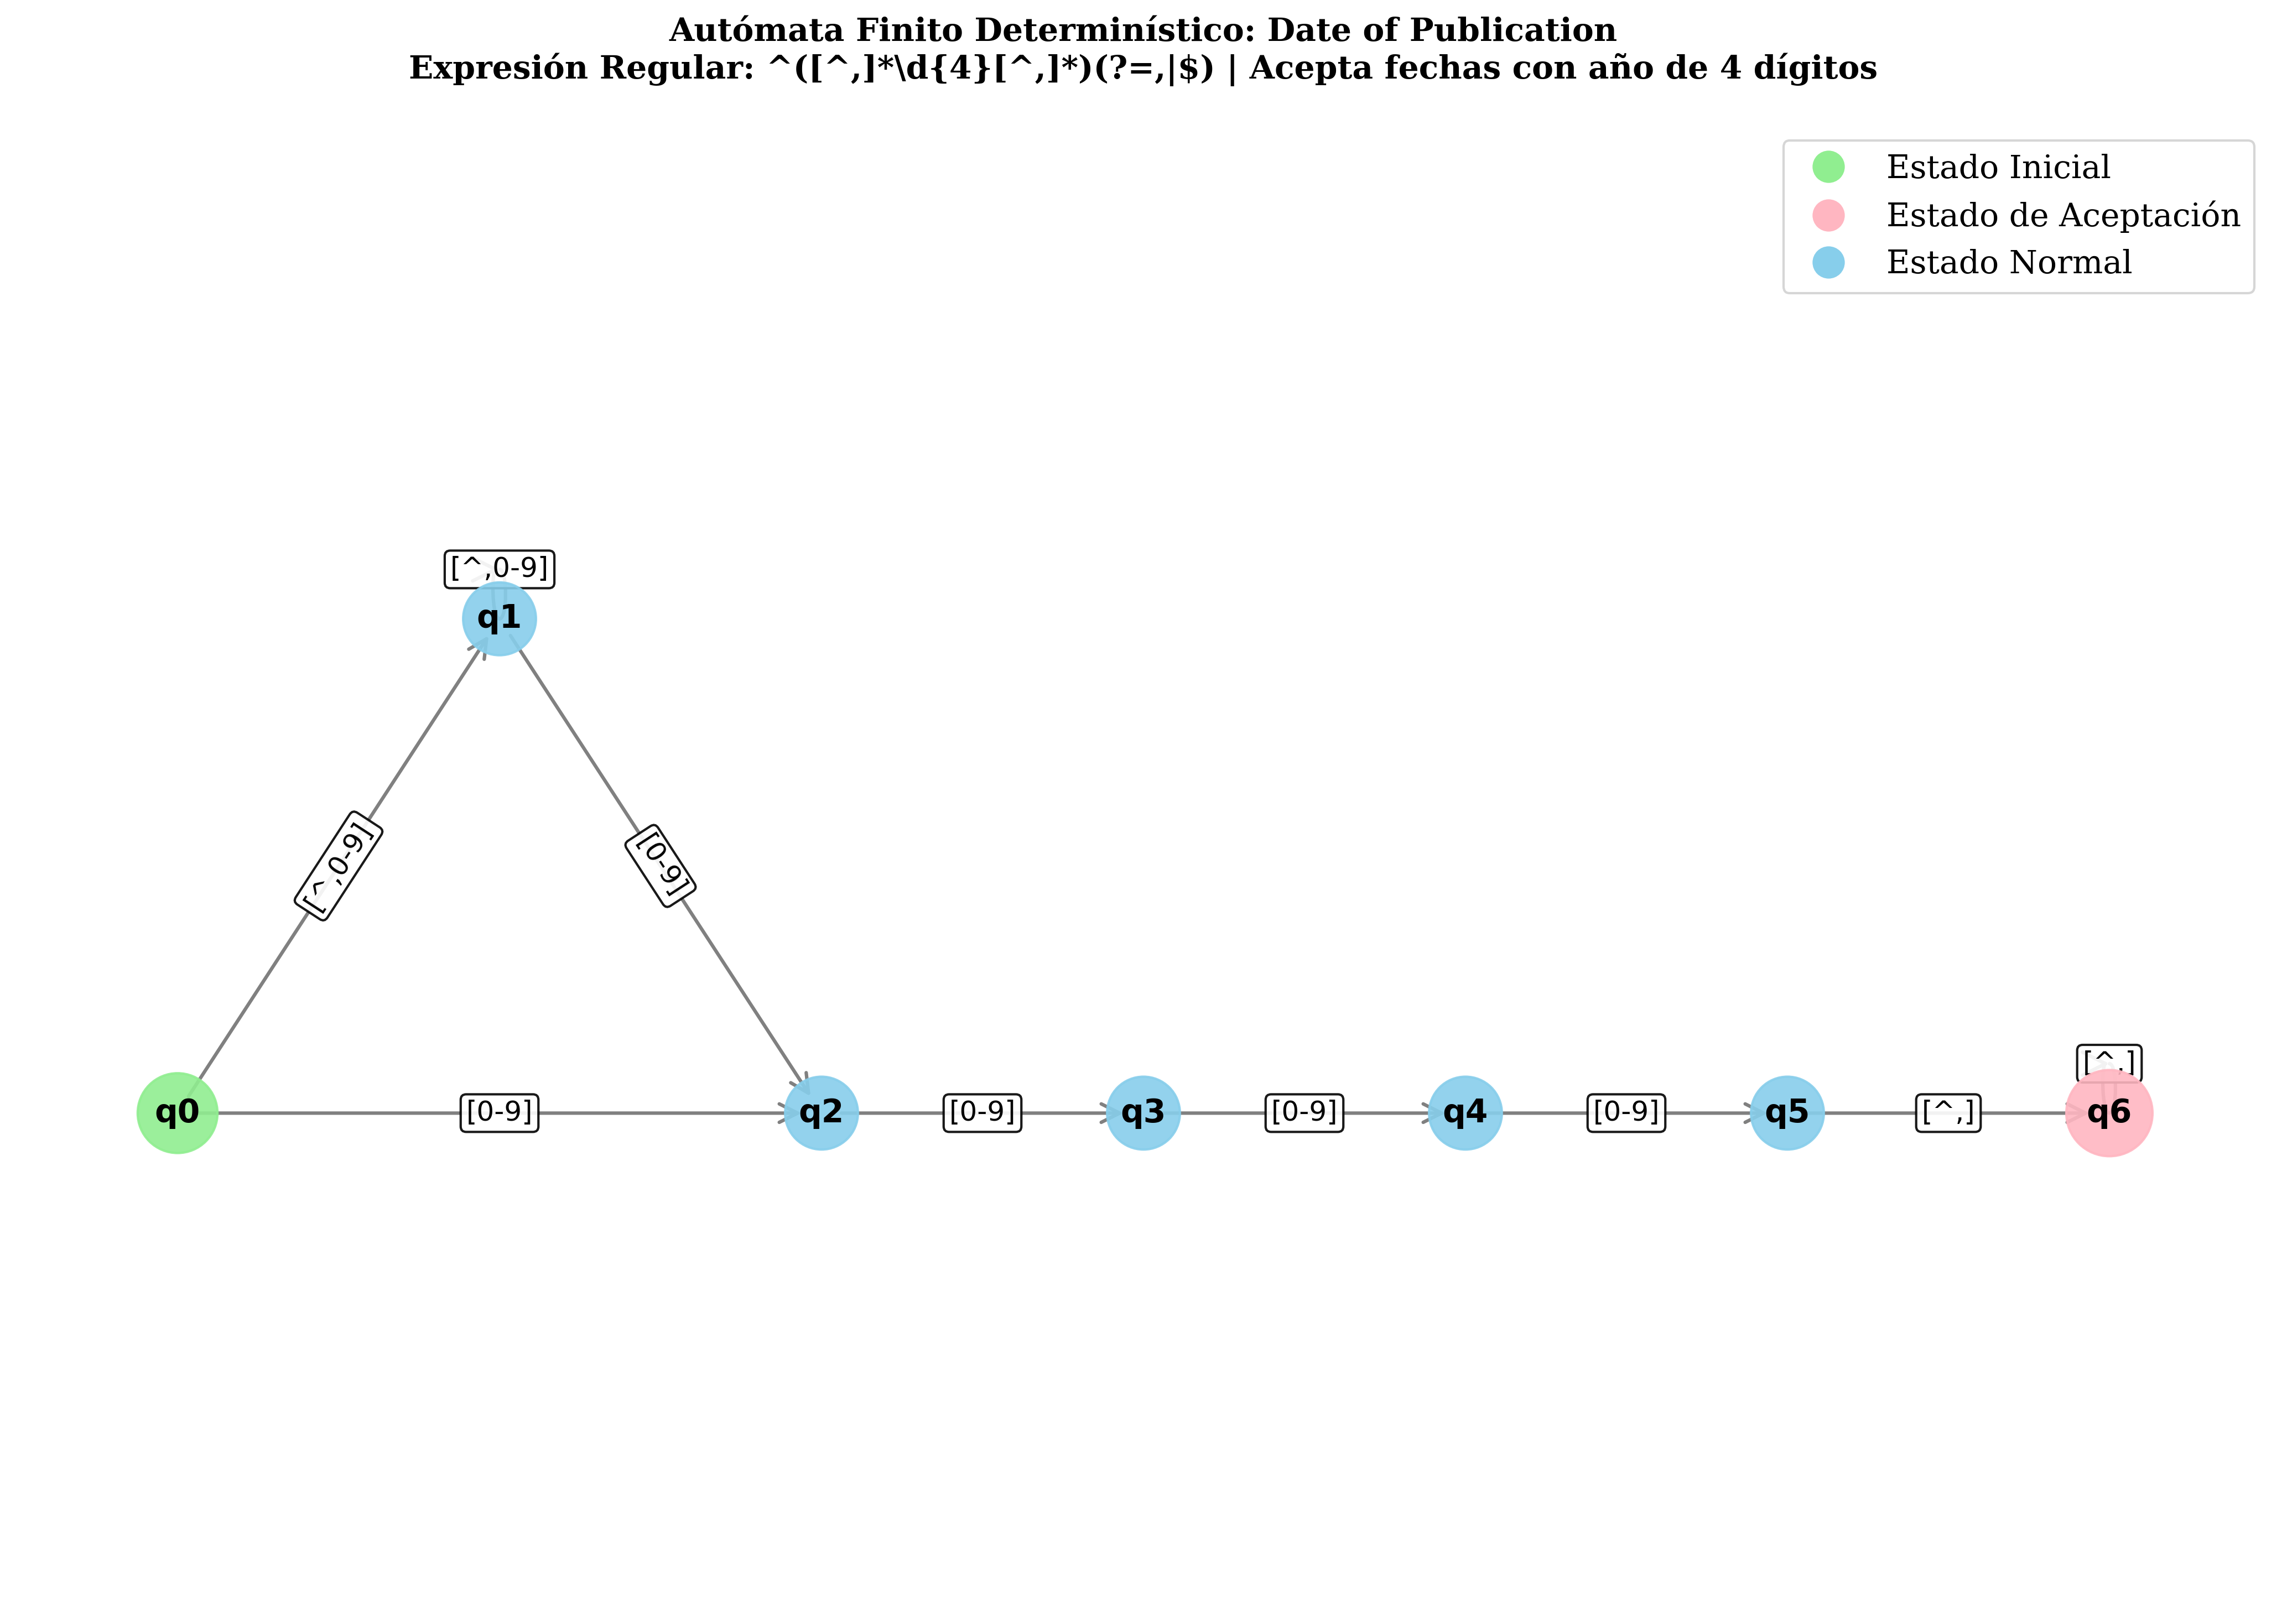 Autómata Finito Determinístico: Date of Publication
Expresión Regular: ^([^,]*\d{4}[^,]*)(?=,|$) | Acepta fechas con año de 4 dígitos
Estado Inicial
Estado de Aceptación
Estado Normal
[^,0-9]
q1
[^,0-9]
[0-9]
[^,]
q0
[0-9]
q2
[0-9]
q3
[0-9]
q4
[0-9]
q5
[^,]
q6